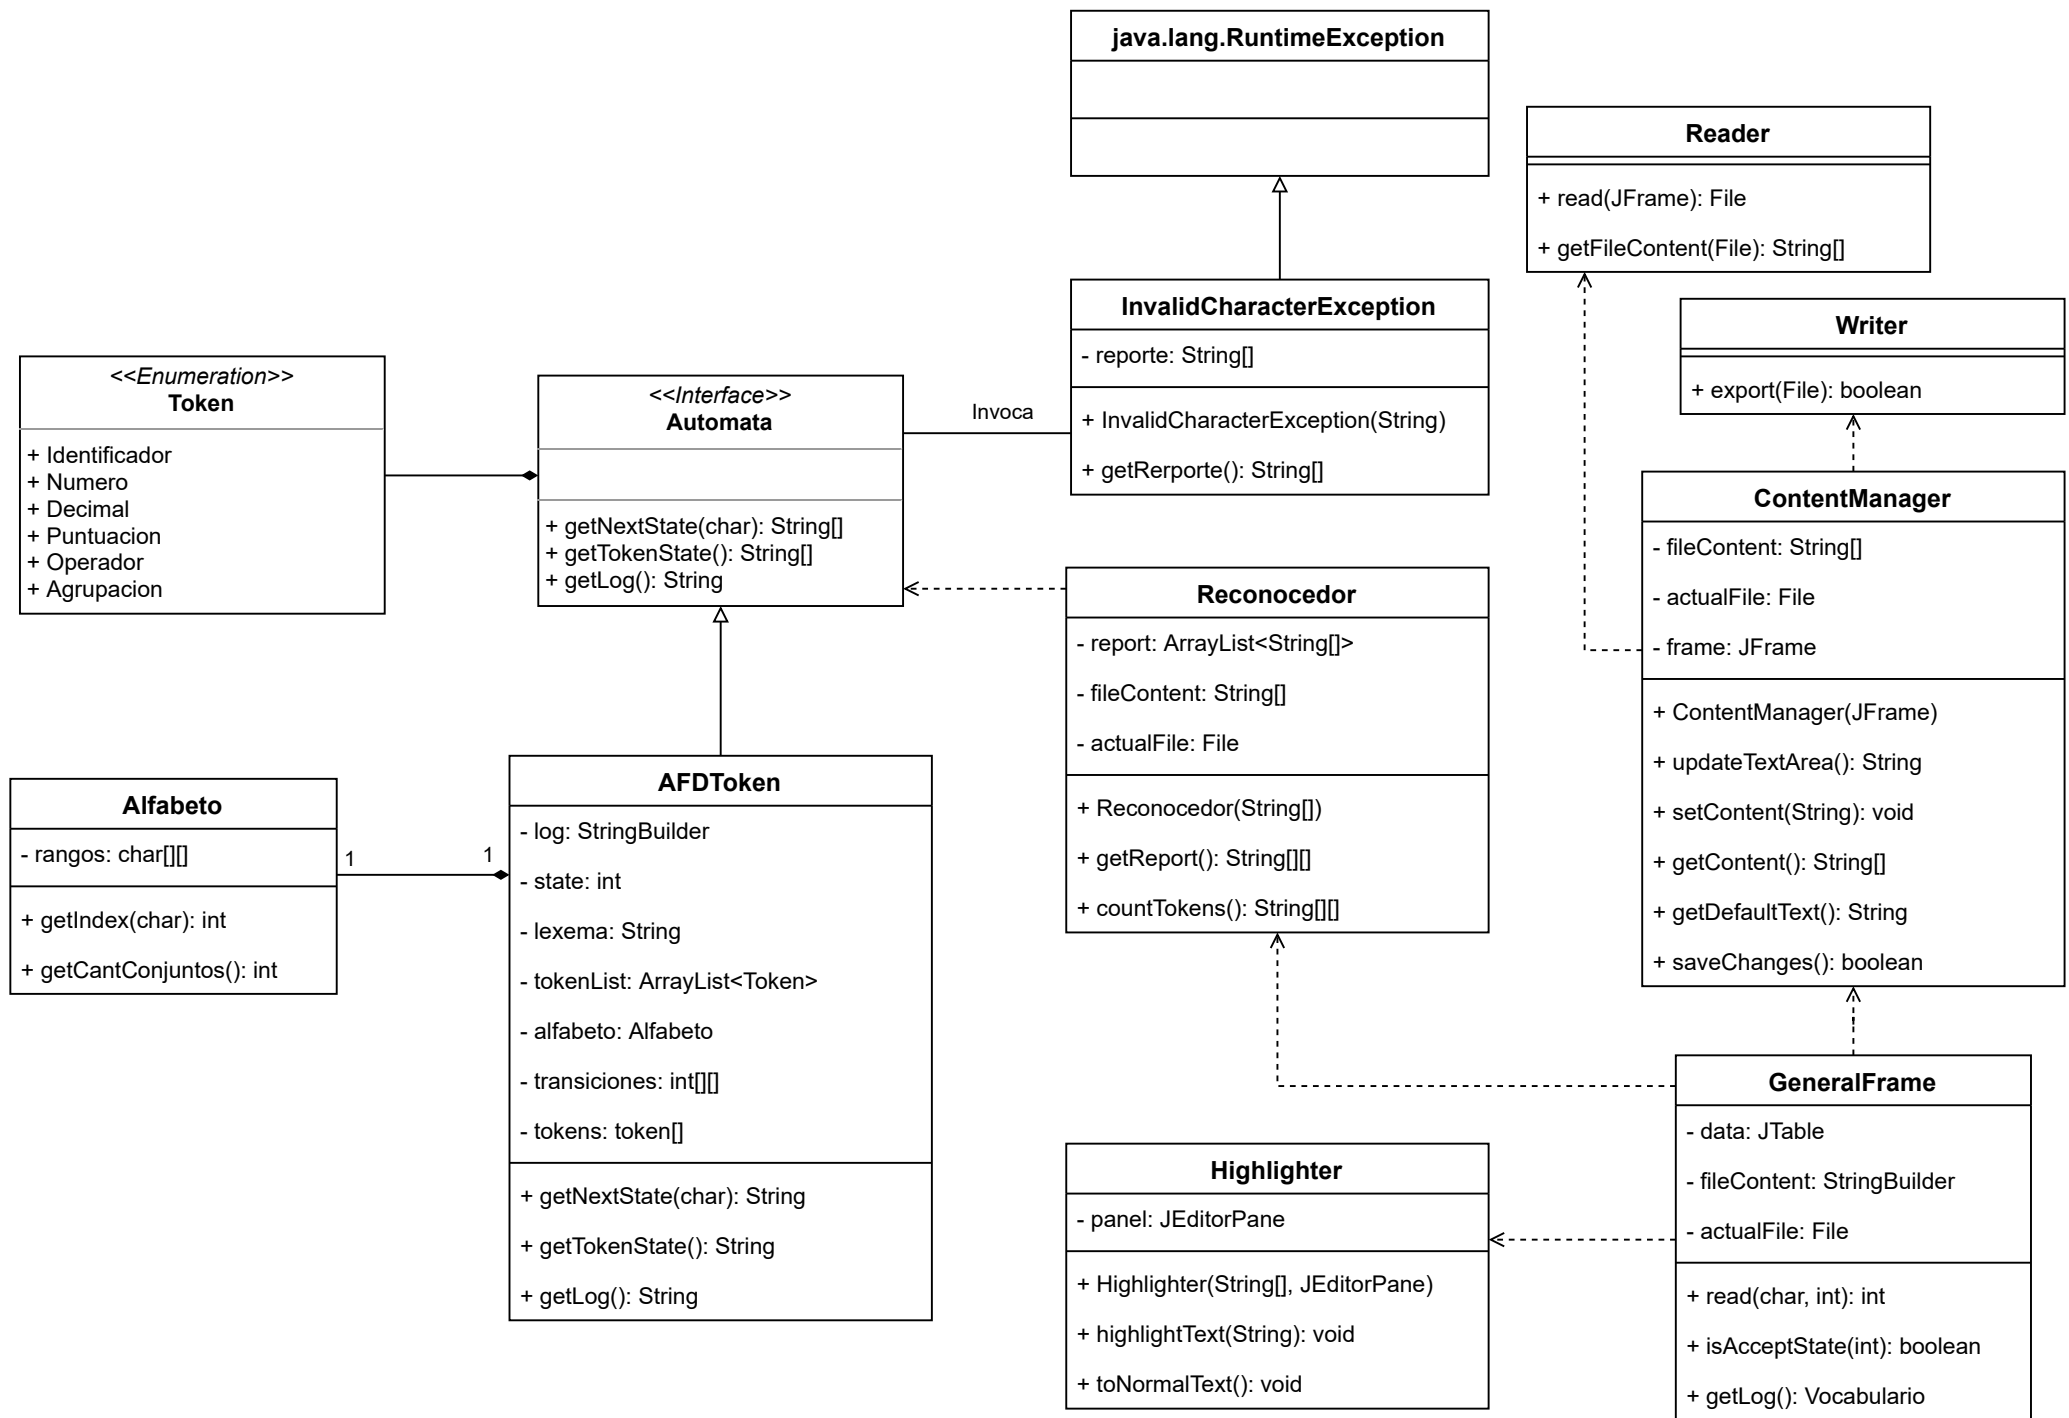 java.lang.RuntimeException
Reader
+ read(JFrame): File
+ getFileContent(File): String[]
InvalidCharacterException
- reporte: String[]
+ InvalidCharacterException(String)
+ getRerporte(): String[]
Writer
+ export(File): boolean
<<Enumeration>>
Token
+ Identificador
+ Numero
+ Decimal
+ Puntuacion
+ Operador
+ Agrupacion
<<Interface>>
Automata
+ getNextState(char): String[]
+ getTokenState(): String[]
+ getLog(): String
Invoca
ContentManager
- fileContent: String[]
- actualFile: File
- frame: JFrame
+ ContentManager(JFrame)
+ updateTextArea(): String
+ setContent(String): void
+ getContent(): String[]
+ getDefaultText(): String
+ saveChanges(): boolean
Reconocedor
- report: ArrayList<String[]>
- fileContent: String[]
- actualFile: File
+ Reconocedor(String[])
+ getReport(): String[][]
+ countTokens(): String[][]
Alfabeto
- rangos: char[][]
+ getIndex(char): int
+ getCantConjuntos(): int
1
1
AFDToken
- log: StringBuilder
- state: int
- lexema: String
- tokenList: ArrayList<Token>
- alfabeto: Alfabeto
- transiciones: int[][]
- tokens: token[]
+ getNextState(char): String
+ getTokenState(): String
+ getLog(): String
Highlighter
- panel: JEditorPane
+ Highlighter(String[], JEditorPane)
+ highlightText(String): void
+ toNormalText(): void
GeneralFrame
- data: JTable
- fileContent: StringBuilder
- actualFile: File
+ read(char, int): int
+ isAcceptState(int): boolean
+ getLog(): Vocabulario